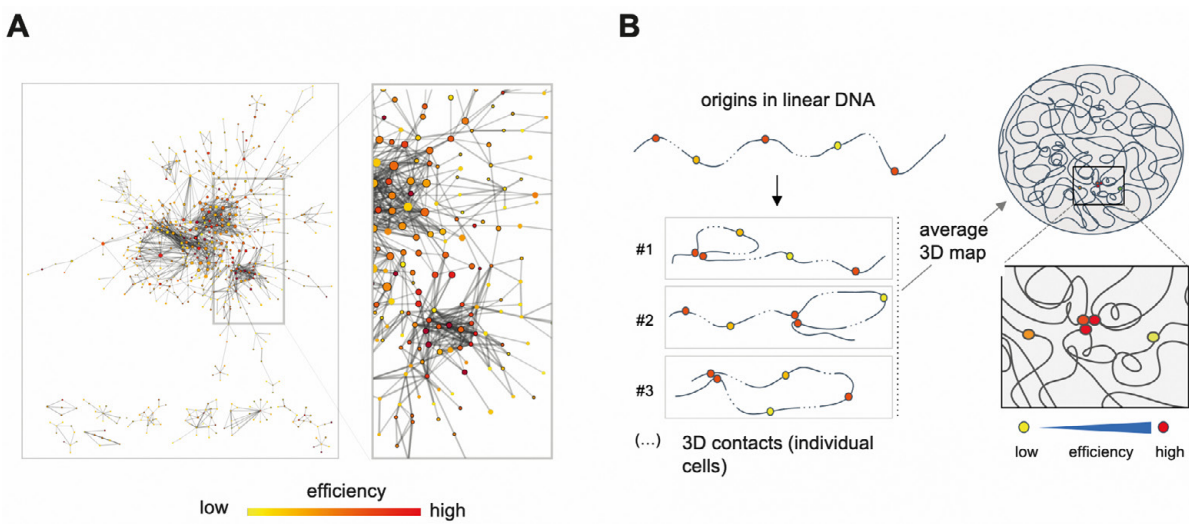 A
B
origins in linear DNA
#1
#2
#3
(...) 3D contacts (individual
cells)
average
3D map
low efficiency high
efficiency
low high